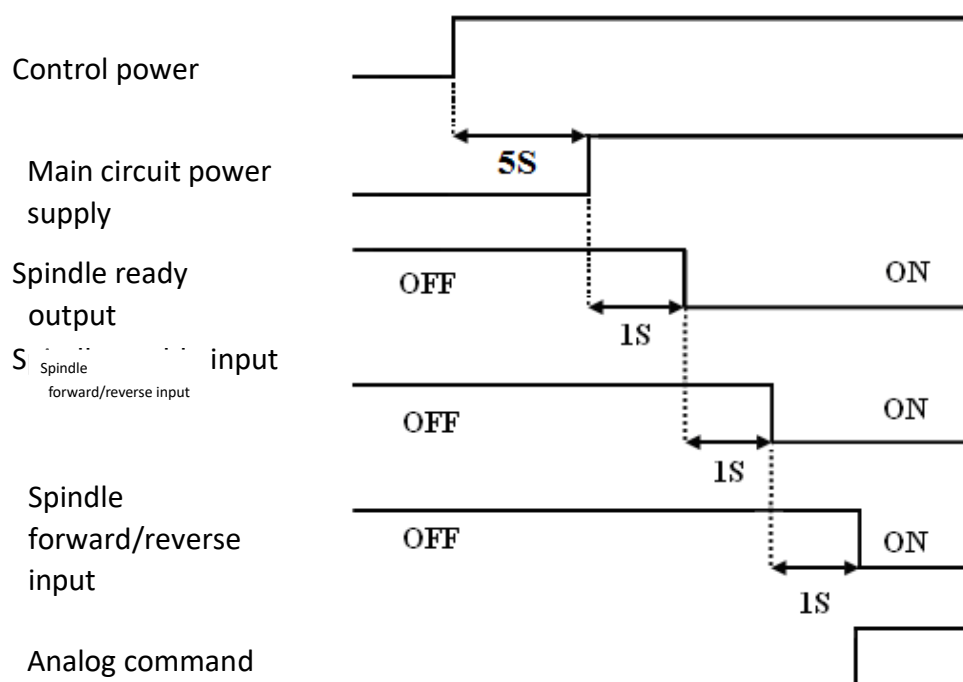 Control power
5S
Main circuit power
supply
Spindle ready
output
OFF
ON
1S
input
Spindle
forward/reverse input
OFF
ON
1S
Spindle
forward/reverse
input
OFF
ON
1S
Analog command